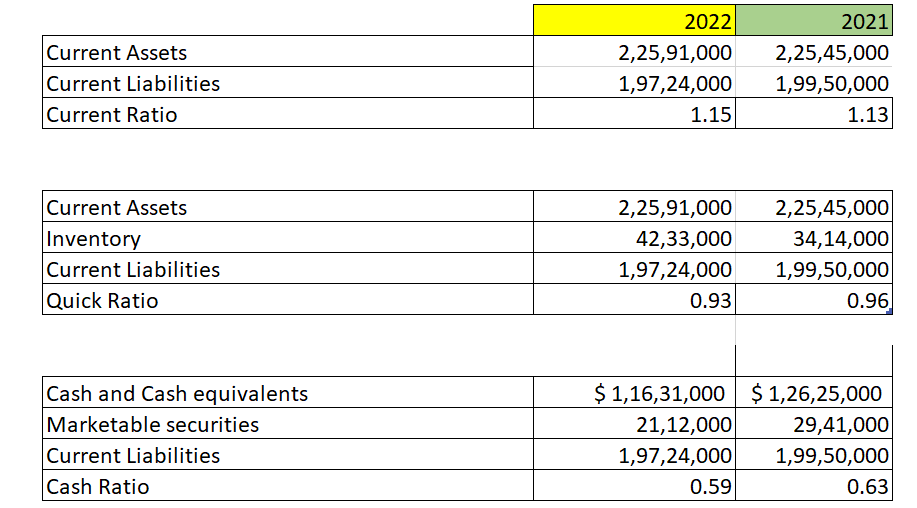 2022 2021
Current Assets 2,25,91,000 2,25,45,000
Current Liabilities 1,97,24,000 1,99,50,000
Current Ratio 1.15 1.13
Current Assets 2,25,91,000 2,25,45,000
Inventory 42,33,000 34,14,000
Current Liabilities 1,97,24,000 1,99,50,000
Quick Ratio 0.93 0.96
Cash and Cash equivalents $ 1,16,31,000 $ 1,26,25,000
Marketable securities 21,12,000 29,41,000
Current Liabilities 1,97,24,000 1,99,50,000
Cash Ratio 0.59 0.63